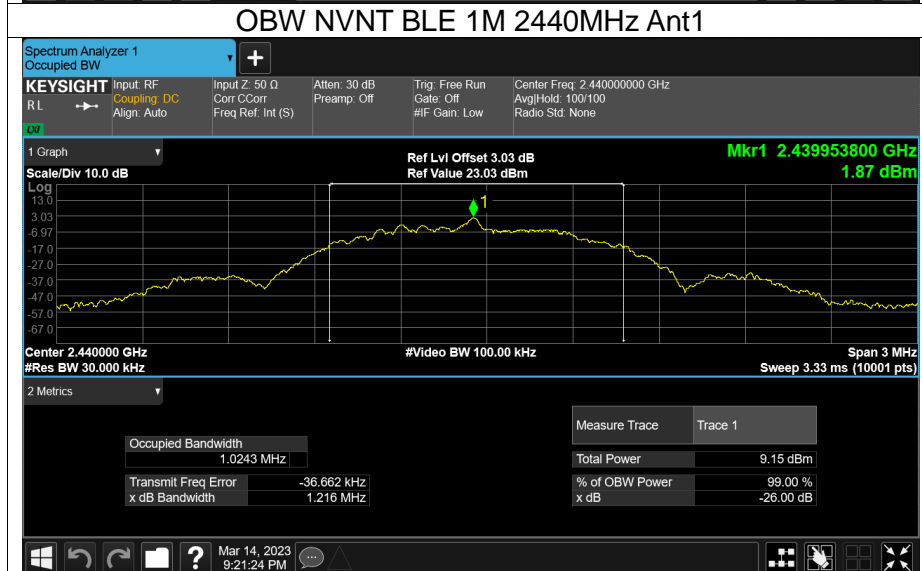 OBW NVNT BLE 1M 2440MHz Ant1
Spectrum Analyzer 1
Occupied BW
+
KEYSIGHT Input: RF Input Z: 50 Ω Atten: 30 dB Trig: Free Run Center Freq: 2.440000000 GHz
RL Coupling: DC Corr CCorr Preamp: Off Gate: Off Avg|Hold: 100/100
Align: Auto Freq Ref: Int (S) #IF Gain: Low Radio Std: None
LXI
1 Graph Ref Lvl Offset 3.03 dB Mkr1 2.439953800 GHz
Scale/Div 10.0 dB Ref Value 23.03 dBm 1.87 dBm
Log
13.0
1
3.03
-6.97
-17.0
-27.0
-37.0
-47.0
-57.0
-67.0
Center 2.440000 GHz #Video BW 100.00 kHz Span 3 MHz
#Res BW 30.000 kHz Sweep 3.33 ms (10001 pts)
2 Metrics
Measure Trace Trace 1
Occupied Bandwidth
1.0243 MHz Total Power 9.15 dBm
Transmit Freq Error -36.662 kHz % of OBW Power 99.00 %
x dB Bandwidth 1.216 MHz x dB -26.00 dB
? Mar 14, 2023
9:21:24 PM